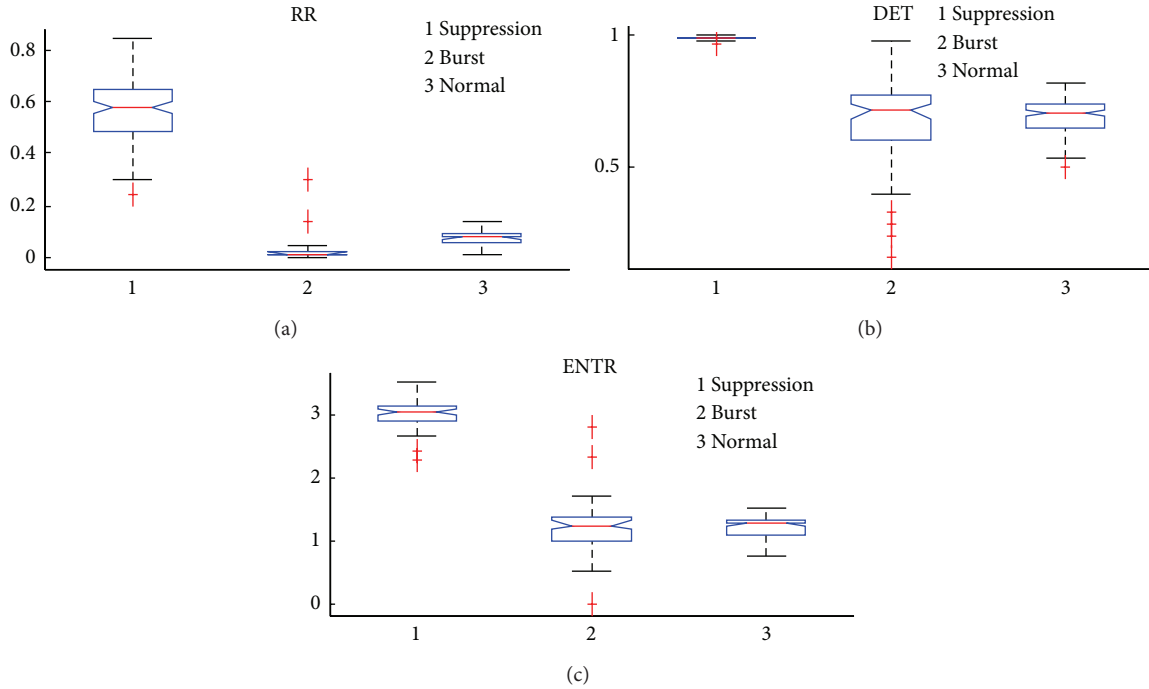 RR
1 Suppression
2 Burst
3 Normal
0.8
0.6
0.4
0.2
0
1
2
3
(a)
DET
1 Suppression
2 Burst
3 Normal
1
0.5
1
2
3
(b)
ENTR
1 Suppression
2 Burst
3 Normal
3
2
1
0
1
2
3
(c)